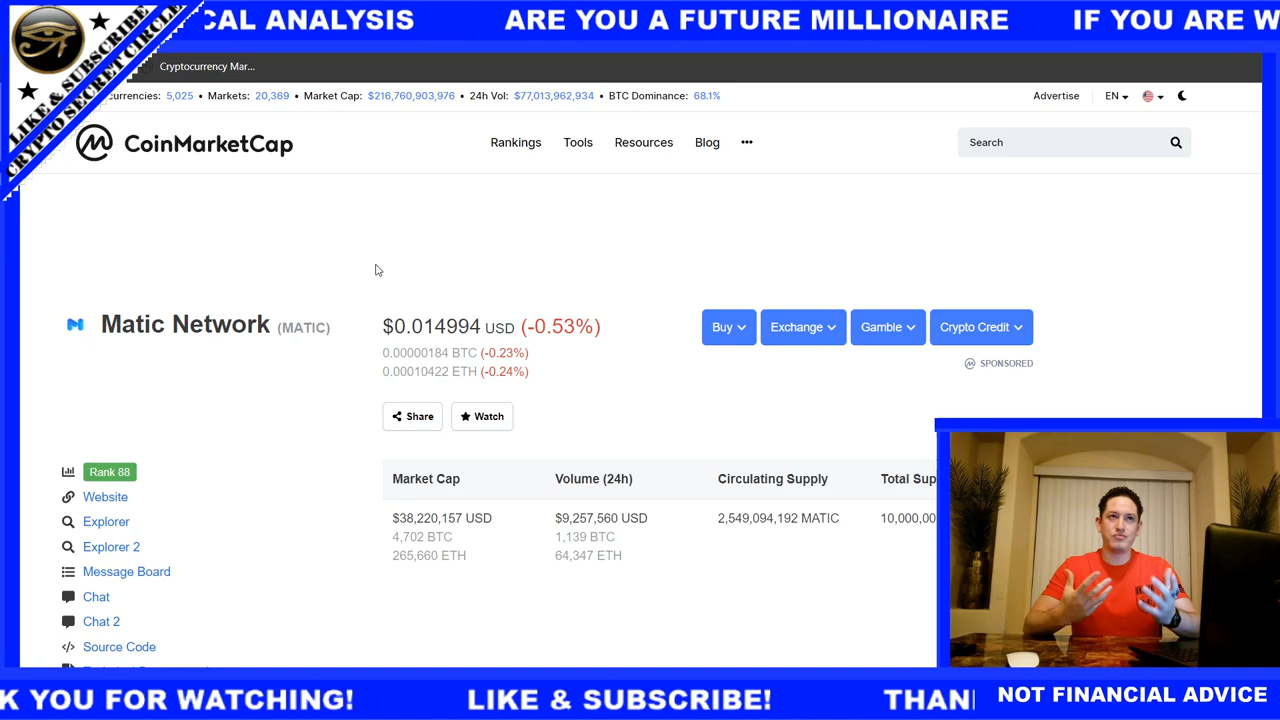 CAL ANALYSIS ARE YOU A FUTURE MILLIONAIRE IF YOU ARE W
LIKE & SUBSCRIBE
CRYPTO SECRET CIRCLE
Cryptocurrency Mar...
currencies: 5,025 • Markets: 20,369 • Market Cap: $216,760,903,976 • 24h Vol: $77,013,962,934 • BTC Dominance: 68.1%
Advertise EN
CoinMarketCap
Rankings Tools Resources Blog •••
Search
Matic Network (MATIC)
$0.014994 USD (-0.53%)
0.00000184 BTC (-0.23%)
0.00010422 ETH (-0.24%)
Buy Exchange Gamble Crypto Credit
SPONSORED
Share Watch
Rank 88
Website
Explorer
Explorer 2
Message Board
Chat
Chat 2
Source Code
Market Cap Volume (24h) Circulating Supply Total Sup
$38,220,157 USD $9,257,560 USD 2,549,094,192 MATIC 10,000,00
4,702 BTC 1,139 BTC
265,660 ETH 64,347 ETH
K YOU FOR WATCHING! LIKE & SUBSCRIBE! THAN
NOT FINANCIAL ADVICE